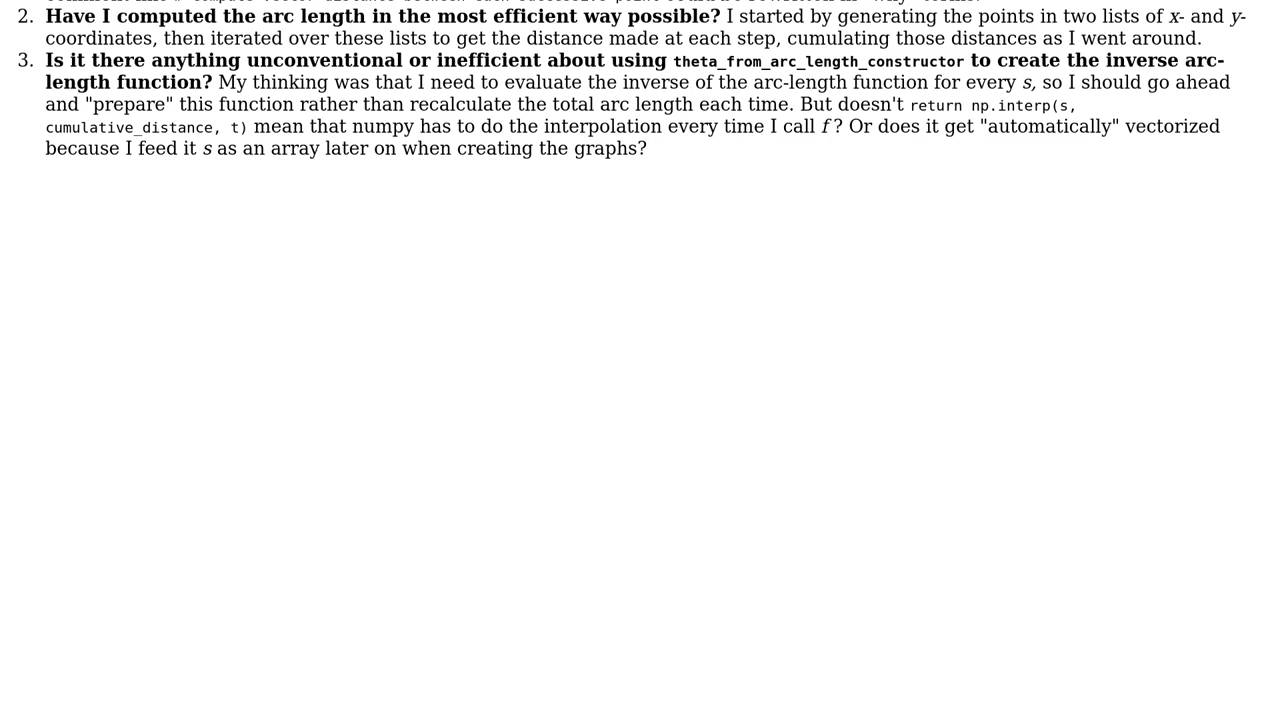 2. Have I computed the arc length in the most efficient way possible? I started by generating the points in two lists of x- and y-
coordinates, then iterated over these lists to get the distance made at each step, cumulating those distances as I went around.
3. Is it there anything unconventional or inefficient about using theta_from_arc_length_constructor to create the inverse arc-
length function? My thinking was that I need to evaluate the inverse of the arc-length function for every s, so I should go ahead
and "prepare" this function rather than recalculate the total arc length each time. But doesn't return np.interp(s,
cumulative_distance, t) mean that numpy has to do the interpolation every time I call f? Or does it get "automatically" vectorized
because I feed it s as an array later on when creating the graphs?